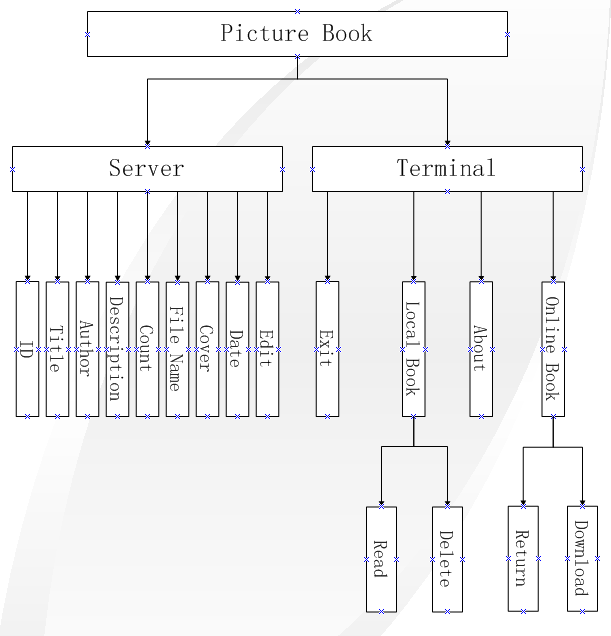 Picture Book
Server
Terminal
ID
Title
Author
Description
Count
File Name
Cover
Date
Edit
Exit
Local Book
About
Online Book
Read
Delete
Return
Download